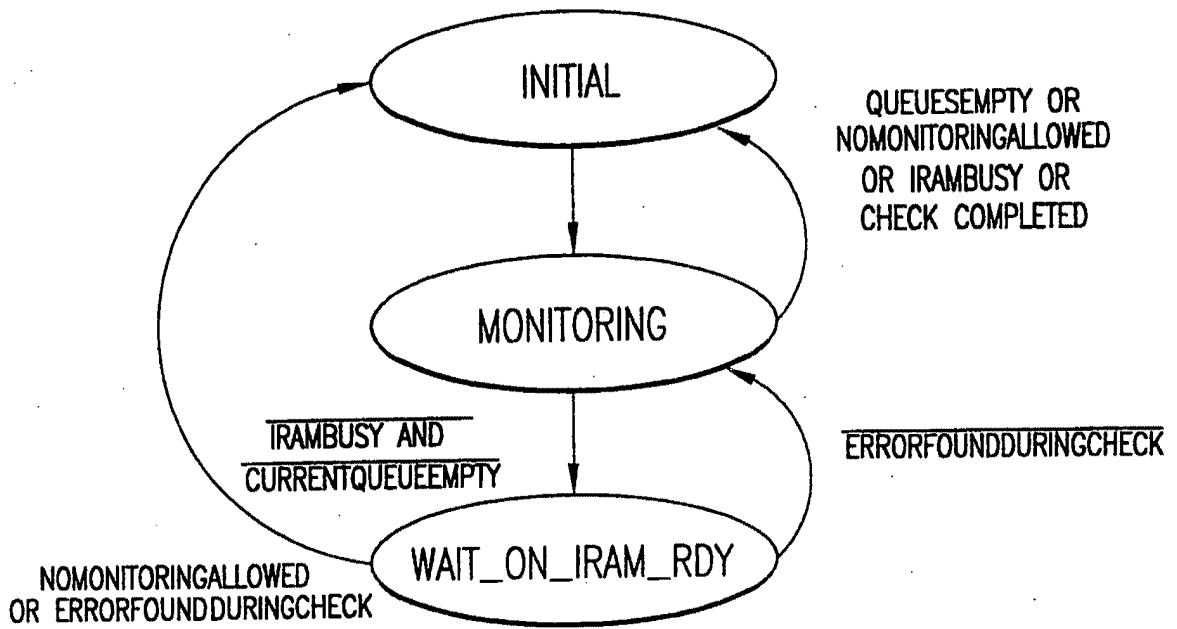 INITIAL
QUEUESEMPTY OR
NOMONITORINGALLOWED
OR IRAMBUSY OR
CHECK COMPLETED
MONITORING
IRAMBUSY AND
CURRENTQUEUEEMPTY
ERRORFOUNDDURINGCHECK
WAIT_ON_IRAM_RDY
NOMONITORINGALLOWED
OR ERRORFOUNDDURINGCHECK